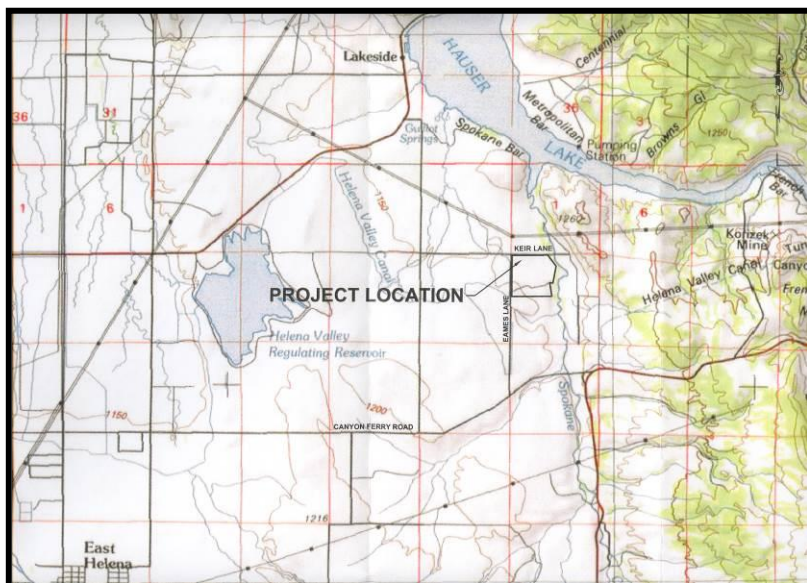 Lakeside
HAUSER
LAKE
Centennial
Metropolitan
Bar
36
3
Browns Gl
1250
36
31
Spokane Bar
Pumping
Station
Springs
1
6
Helena Valley Canal
1150
1
1260
6
Bar
KEIR LANE
Korizek
Mine
Helena Valley Canal
PROJECT LOCATION
EAMES LANE
Helena Valley
Regulating Reservoir
Spokane
1150
1200
CANYON FERRY ROAD
1216
East
Helena